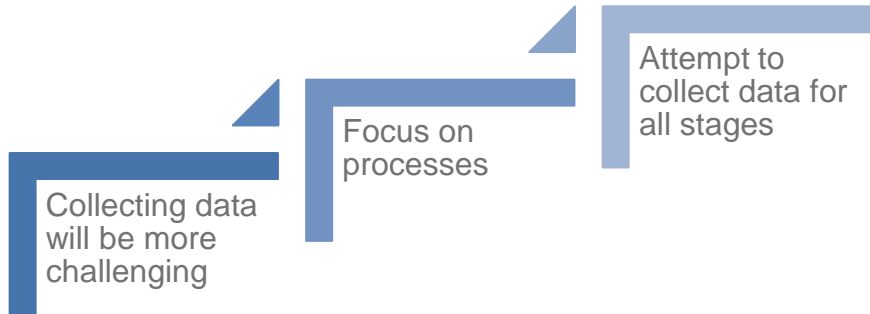 Collecting data
will be more
challenging
Focus on
processes
Attempt to
collect data for
all stages